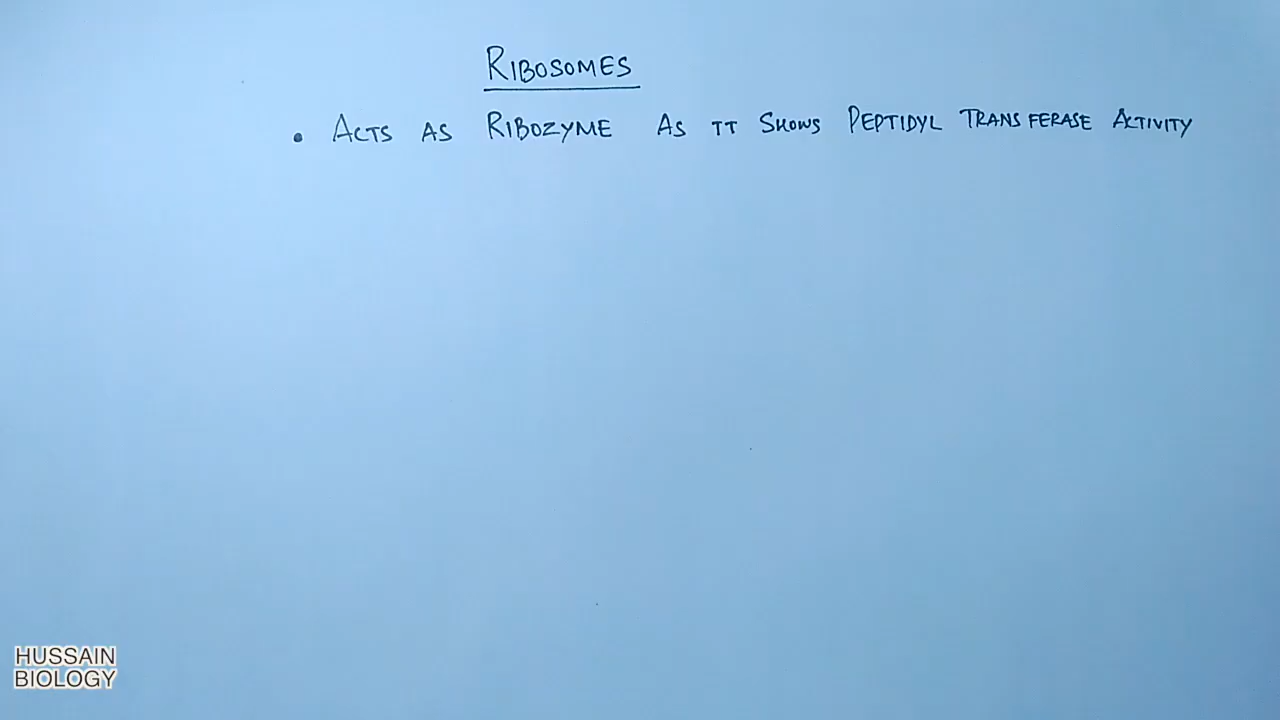 RIBOSOMES
• ACTS AS RIBOZYME AS IT SHOWS PEPTIDYL TRANSFERASE ACTIVITY
HUSSAIN
BIOLOGY